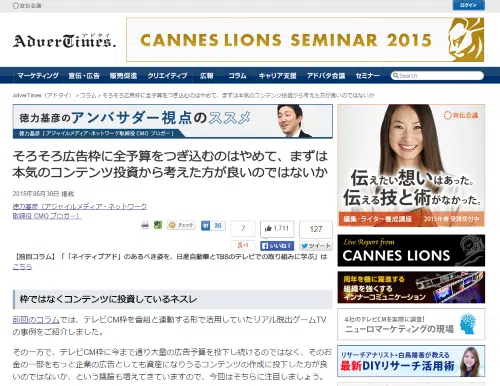 宣伝会議
ログイン
アドタイ
ADVERTIMES.
CANNES LIONS SEMINAR 2015
マーケティング 宣伝・広告 販売促進 クリエイティブ 広報 コラム キャリア支援 アドバタ会議 セミナー Search
AdverTimes（アドタイ） > コラム > そろそろ広告枠に全予算をつぎ込むのはやめて、まずは本気のコンテンツ投資から考えた方が良いのではないか
徳力基彦のアンバサダー視点のススメ
徳力基彦【アジャイルメディア・ネットワーク取締役 CMO ブロガー】
そろそろ広告枠に全予算をつぎ込むのはやめて、まずは
本気のコンテンツ投資から考えた方が良いのではないか
2015年06月30日 掲載
徳力基彦（アジャイルメディア・ネットワーク
取締役 CMO ブロガー）
チェック
B! 35
7
1,711
127
g+1
いいね！
ツイート
【前回コラム】「「ネイティブアド」のあるべき姿を、日産自動車とTBSのテレビでの取り組みに学ぶ」は
こちら
枠ではなくコンテンツに投資しているネスレ
前回のコラムでは、テレビCM枠を番組と連動する形で活用していたリアル脱出ゲームTV
の事例をご紹介しました。
その一方で、テレビCM枠に今まで通り大量の広告予算を投下し続けるのではなく、そのお
金の一部をもっと企業の広告としても資産になりうるコンテンツの作成に投下した方が良
いのではないか、という議論も増えてきていますので、今回はそちらに注目しましょう。
宣伝会議
伝えたい想いはあった。
伝える技と術がなかった。
編集・ライター養成講座 2015年春 受講受付中
Live Report from
CANNES LIONS
周年を機に躍進する
組織を強くする
インナーコミュニケーション
4社のテレビCMを実際に調査！
ニューロマーケティングの現場
リサーチアナリスト・白鳥陽香が教える
最新DIYリサーチ活用術